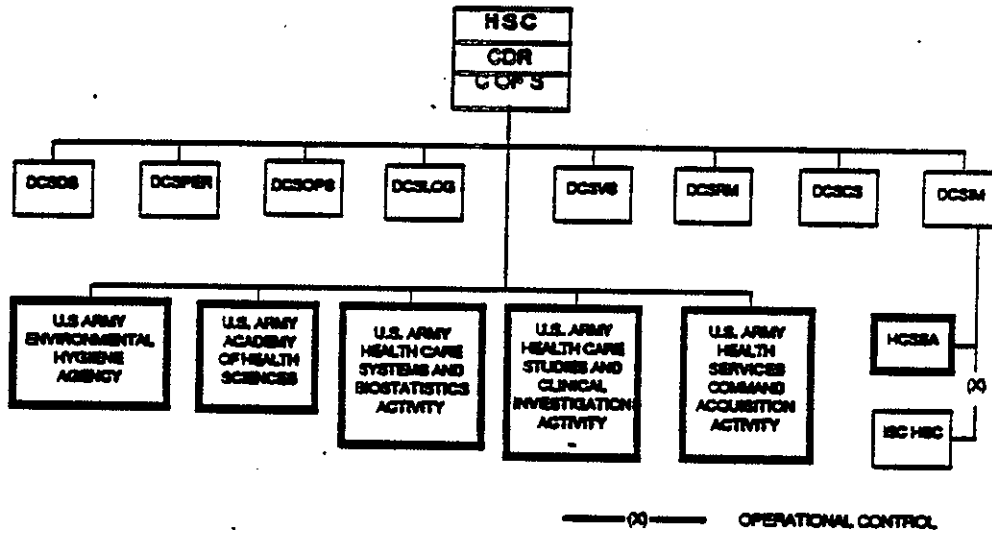 HSC
CDR
C OF S
DCSDS
DCSPER
DCSOPS
DCSLOG
DCSVS
DCSRM
DCSCS
DCSIM
U.S ARMY
ENVIRONMENTAL
HYGIENE
AGENCY
U.S. ARMY
ACADEMY
OF HEALTH
SCIENCES
U.S. ARMY
HEALTH CARE
SYSTEMS AND
BIOSTATISTICS
ACTIVITY
U.S. ARMY
HEALTH CARE
STUDIES AND
CLINICAL
INVESTIGATIONS
ACTIVITY
U.S. ARMY
HEALTH
SERVICES
COMMAND
ACQUISITION
ACTIVITY
HCSSA
(X)
ISC HSC
(X) OPERATIONAL CONTROL